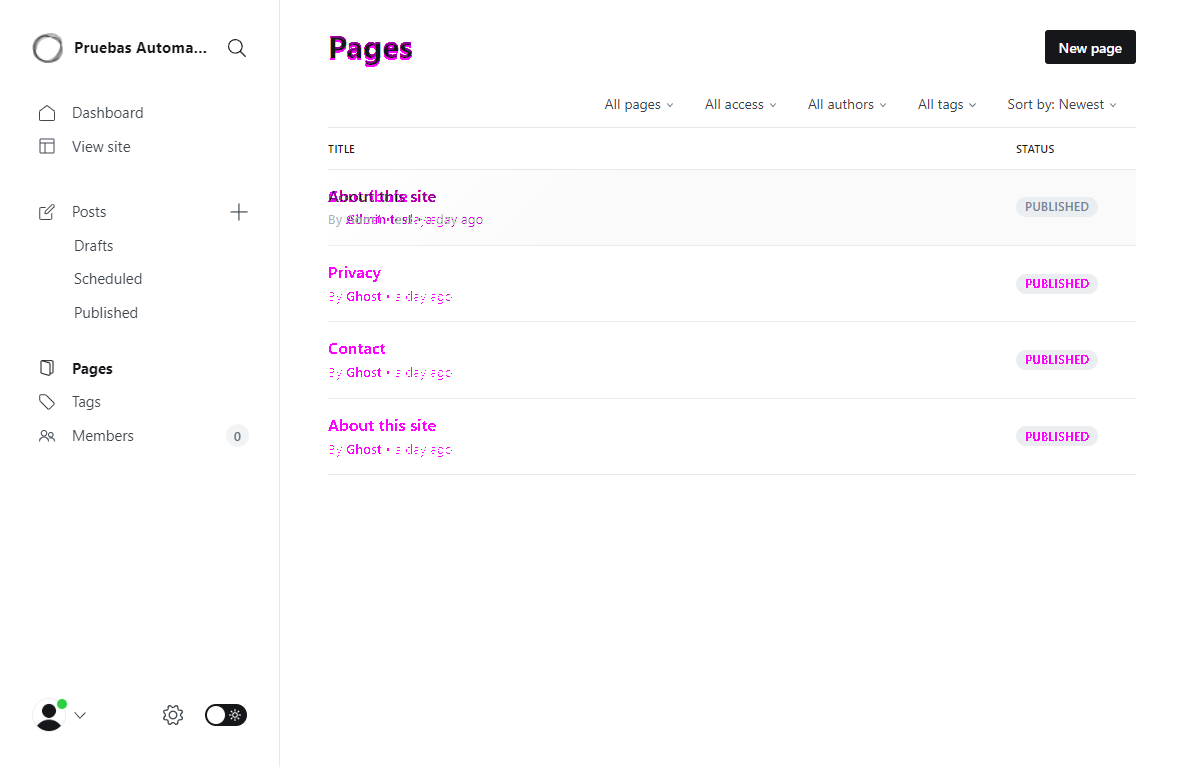 Pruebas Automa...
Dashboard
View site
Posts
Drafts
Scheduled
Published
Pages
Tags
Members
0
Pages
New page
All pages
All access
All authors
All tags
Sort by: Newest
TITLE
STATUS
About this site
By day ago
PUBLISHED
Privacy
By Ghost • a day ago
PUBLISHED
Contact
By Ghost • a day ago
PUBLISHED
About this site
By Ghost • a day ago
PUBLISHED